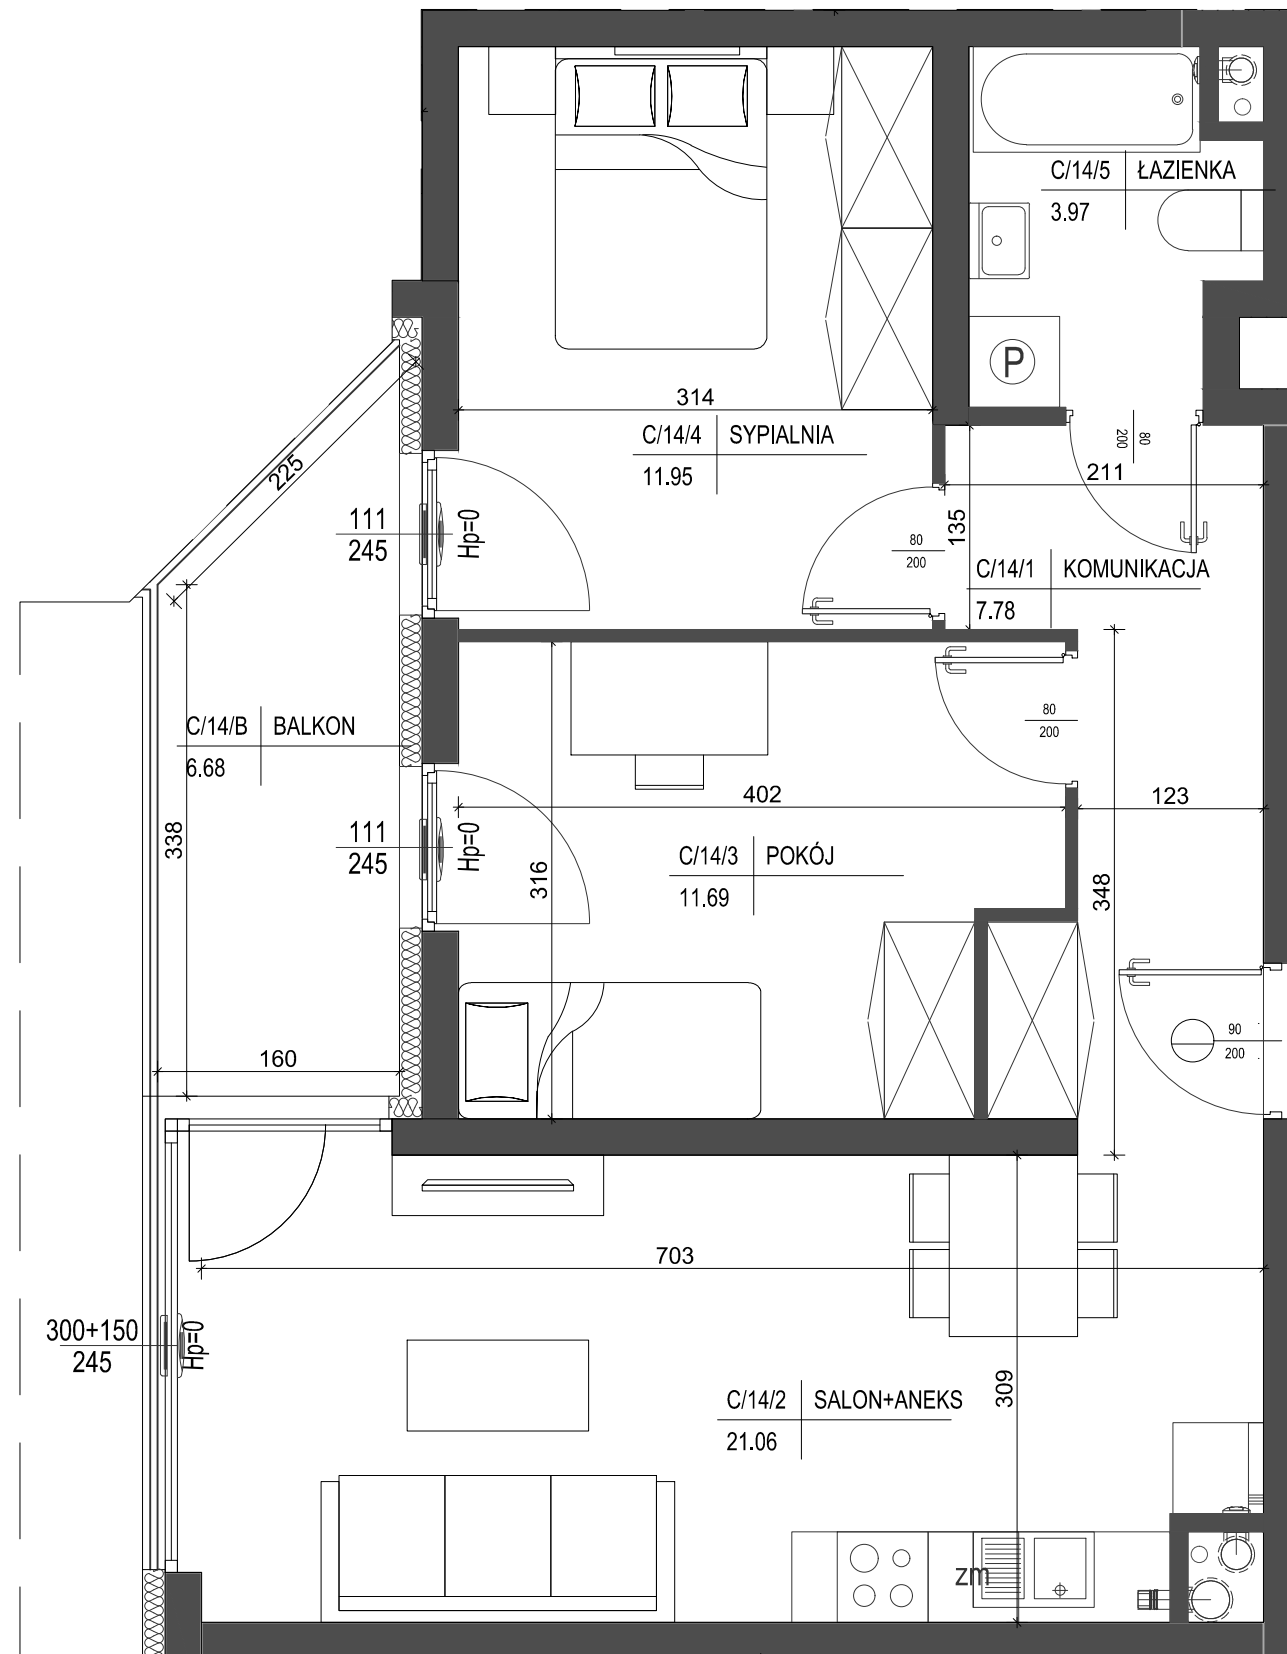 C/14/5 ŁAZIENKA
3.97
P
314
C/14/4 SYPIALNIA
11.95
80
200
211
225
111
245
Hp=0
135
80
200
C/14/1 KOMUNIKACJA
7.78
C/14/B BALKON
6.68
80
200
402
123
338
111
245
Hp=0
316
C/14/3 POKÓJ
11.69
348
90
200
160
703
300+150
245
Hp=0
309
C/14/2 SALON+ANEKS
21.06
zm